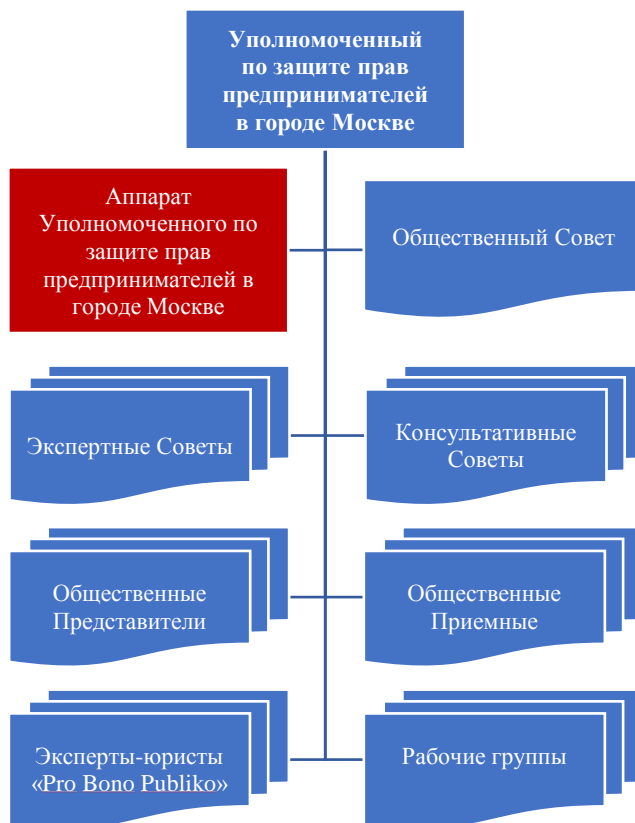 Уполномоченный
по защите прав
предпринимателей
в городе Москве
Аппарат
Уполномоченного по
защите прав
предпринимателей в
городе Москве
Общественный Совет
Экспертные Советы
Консультативные
Советы
Общественные
Представители
Общественные
Приемные
Эксперты-юристы
«Pro Bono Publiko»
Рабочие группы